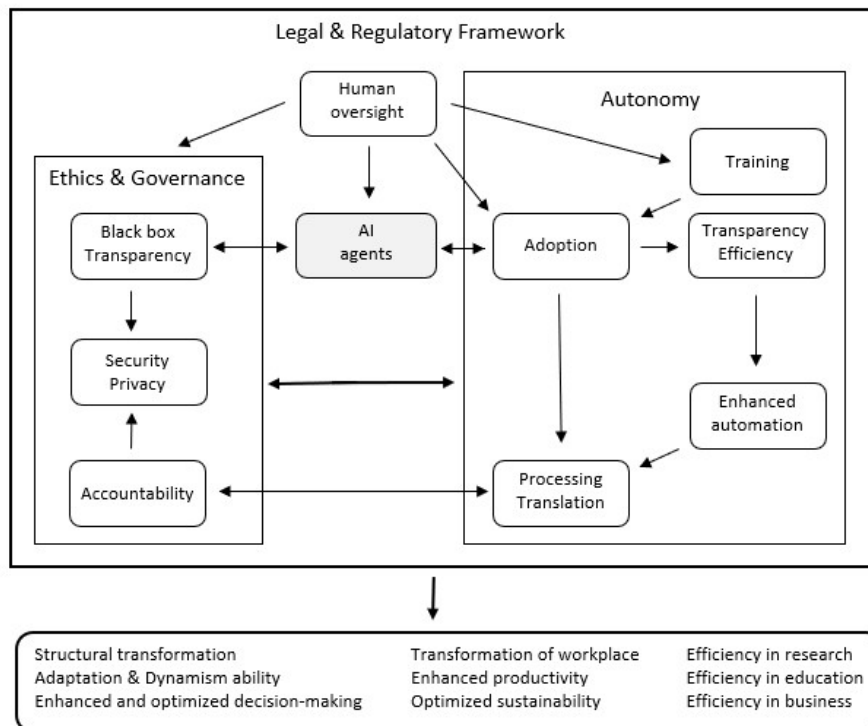 Legal & Regulatory Framework
Human
oversight
Autonomy
Training
Ethics & Governance
Black box
Transparency
AI
agents
Adoption
Transparency
Efficiency
Security
Privacy
Enhanced
automation
Accountability
Processing
Translation
Structural transformation
Adaptation & Dynamism ability
Enhanced and optimized decision-making
Transformation of workplace
Enhanced productivity
Optimized sustainability
Efficiency in research
Efficiency in education
Efficiency in business